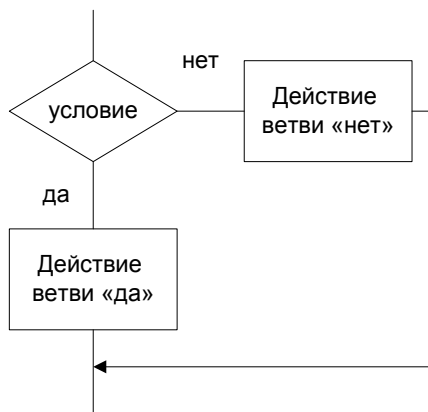 нет
условие
Действие
ветви «нет»
да
Действие
ветви «да»